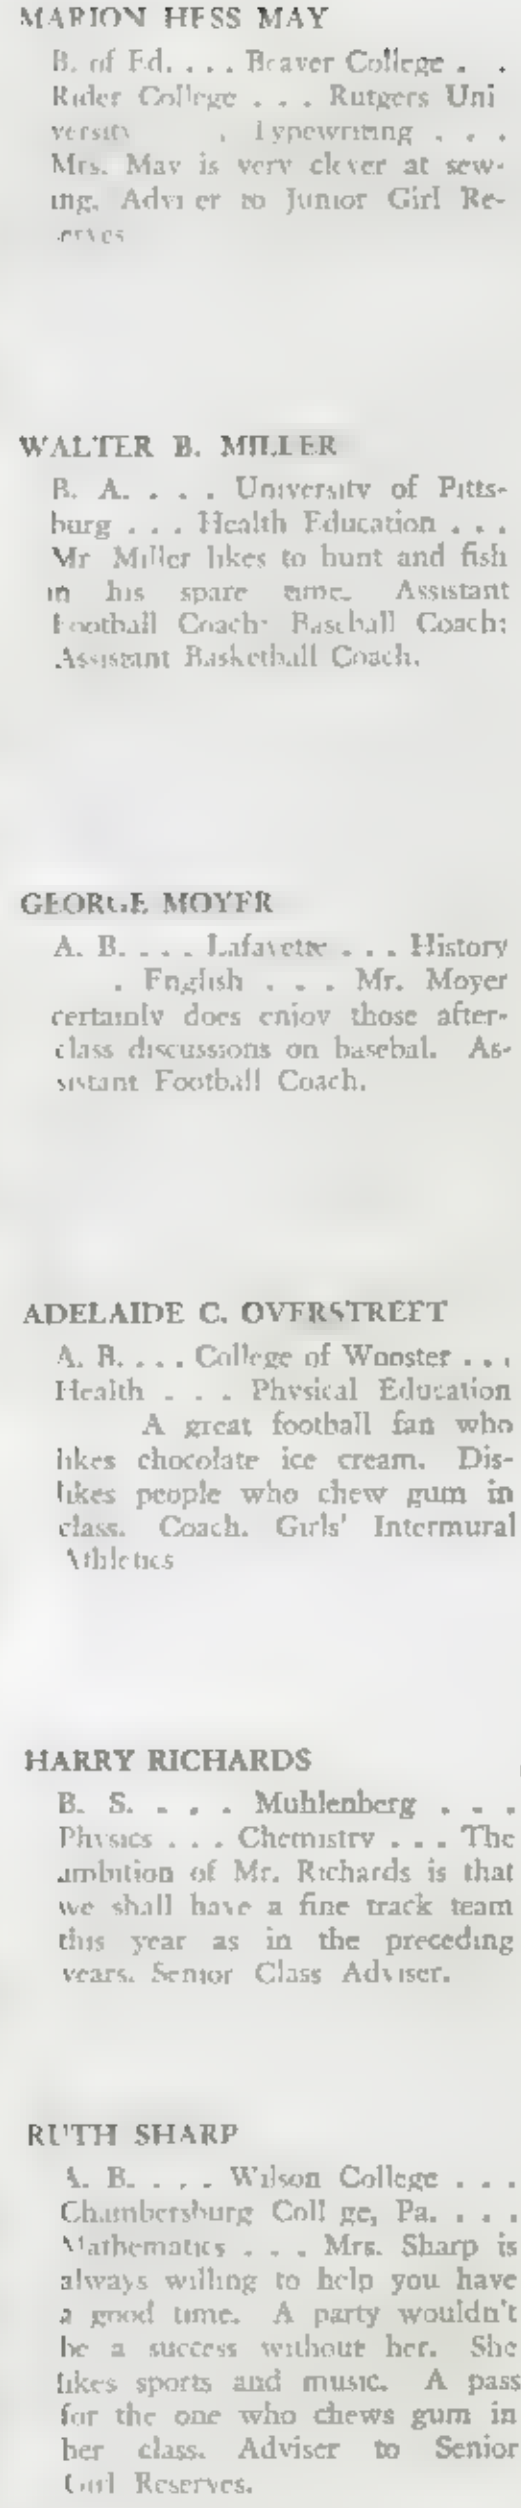 MARION HESS MAY
B. of Ed. . . . Beaver College . .
Rider College . . . Rutgers Uni
versity . Typewriting . . .
Mrs. May is very clever at sew-
ing. Adviser to Junior Girl Re-
serves
WALTER B. MILLER
B. A. . . . University of Pitts-
burg . . . Health Education . . .
Mr Miller likes to hunt and fish
in his spare time. Assistant
Football Coach; Baseball Coach;
Assistant Basketball Coach.
GEORGE MOYER
A. B. . . . Lafayette . . . History
. English . . . Mr. Moyer
certainly does enjoy those after-
class discussions on basebal. As-
sistant Football Coach.
ADELAIDE C. OVERSTREET
A. B. . . . College of Wooster . . .
Health . . . Physical Education
A great football fan who
likes chocolate ice cream. Dis-
likes people who chew gum in
class. Coach. Girls' Intermural
Athletics
HARRY RICHARDS
B. S. . . . Muhlenberg . . .
Physics . . . Chemistry . . . The
ambition of Mr. Richards is that
we shall have a fine track team
this year as in the preceding
years. Senior Class Adviser.
RUTH SHARP
A. B. . . . Wilson College . . .
Chambersburg Coll ge, Pa. . . .
Mathematics . . . Mrs. Sharp is
always willing to help you have
a good time. A party wouldn't
be a success without her. She
likes sports and music. A pass
for the one who chews gum in
her class. Adviser to Senior
Girl Reserves.